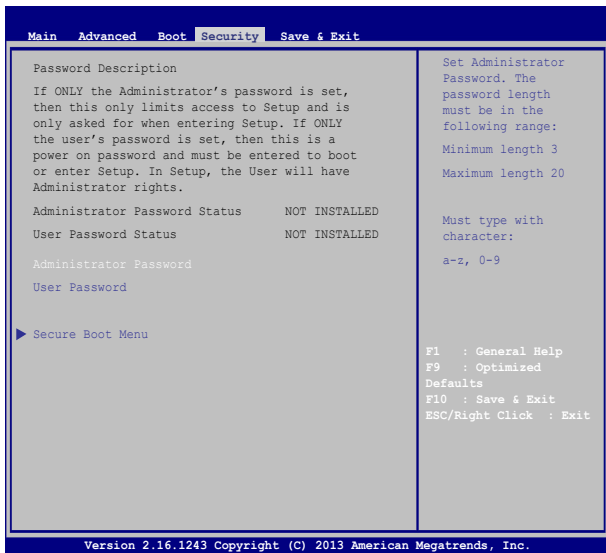 Main Advanced Boot Security Save & Exit
Password Description
If ONLY the Administrator's password is set,
then this only limits access to Setup and is
only asked for when entering Setup. If ONLY
the user's password is set, then this is a
power on password and must be entered to boot
or enter Setup. In Setup, the User will have
Administrator rights.
Administrator Password Status NOT INSTALLED
User Password Status NOT INSTALLED
Administrator Password
User Password
Secure Boot Menu
Set Administrator
Password. The
password length
must be in the
following range:
Minimum length 3
Maximum length 20
Must type with
character:
a-z, 0-9
F1 : General Help
F9 : Optimized
Defaults
F10 : Save & Exit
ESC/Right Click : Exit
Version 2.16.1243 Copyright (C) 2013 American Megatrends, Inc.